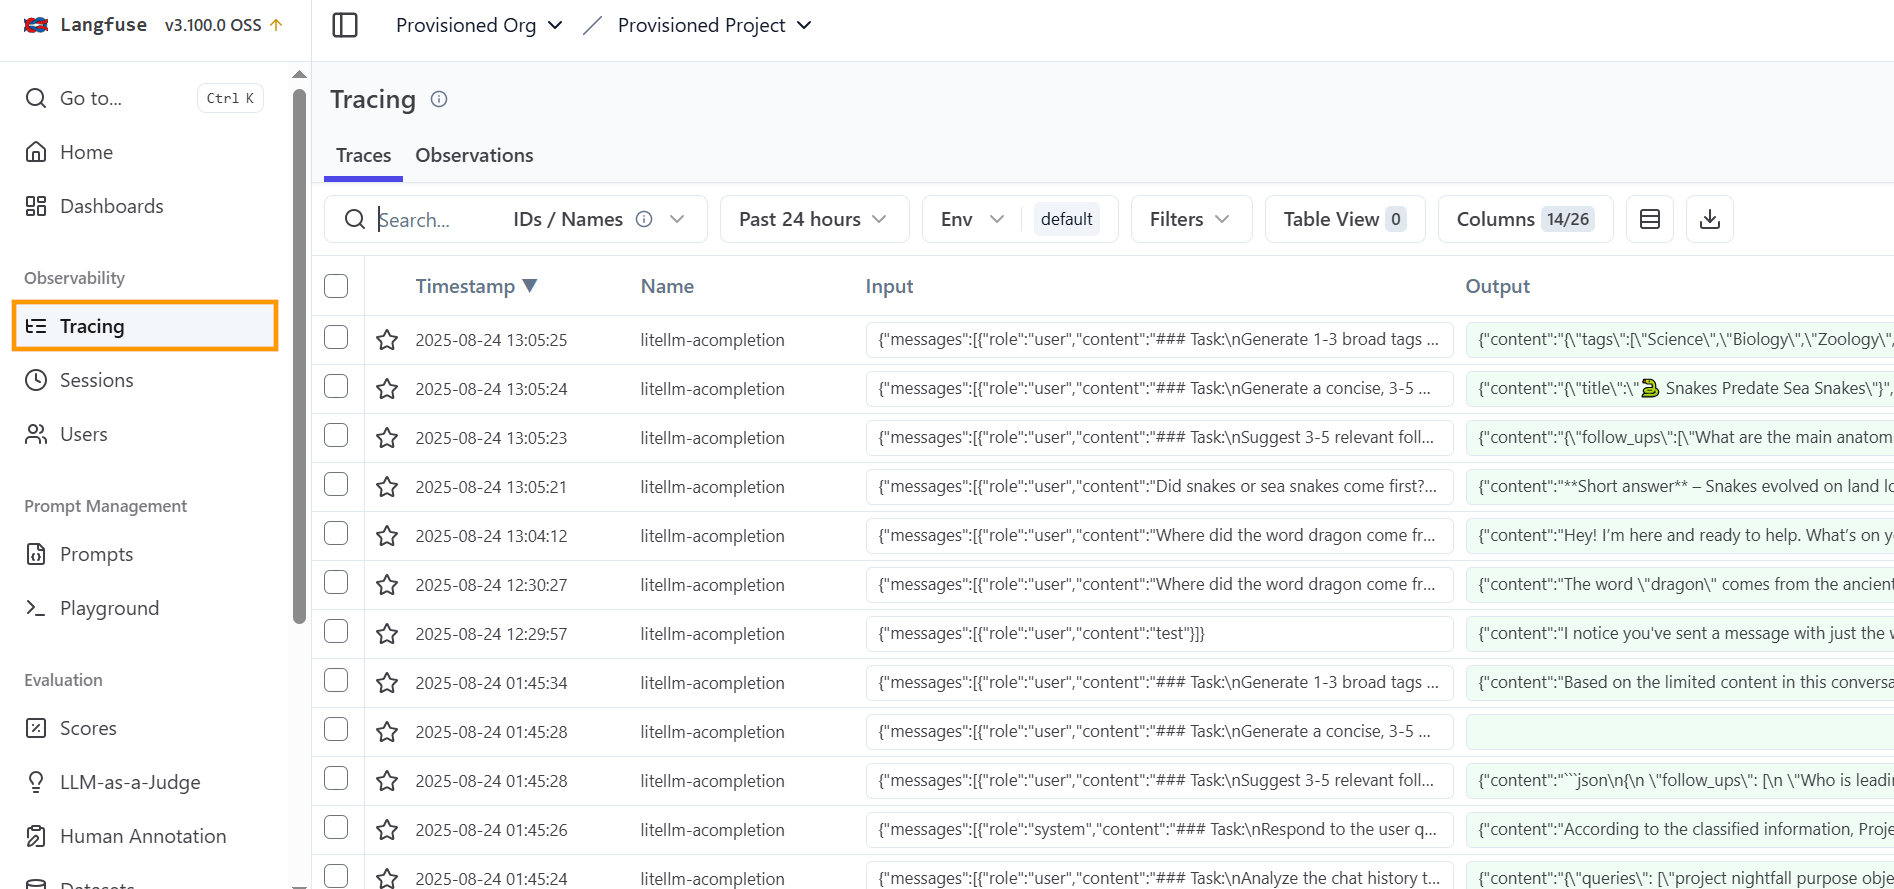 Langfuse v3.100.0 OSS
Provisioned Org Provisioned Project
Go to... Ctrl K
Home
Dashboards
Observability
Tracing
Sessions
Users
Prompt Management
Prompts
Playground
Evaluation
Scores
LLM-as-a-Judge
Human Annotation
Datasets
Tracing
Traces Observations
Search... IDs / Names Past 24 hours Env default Filters Table View 0 Columns 14/26
Timestamp ▼ Name Input Output
2025-08-24 13:05:25 litellm-acompletion {"messages":[{"role":"user","content":"### Task:\nGenerate 1-3 broad tags ... {"content":"{\"tags\":[\"Science\",\"Biology\",\"Zoology\",
2025-08-24 13:05:24 litellm-acompletion {"messages":[{"role":"user","content":"### Task:\nGenerate a concise, 3-5 ... {"content":"{\"title\":\"🐍 Snakes Predate Sea Snakes\"}",
2025-08-24 13:05:23 litellm-acompletion {"messages":[{"role":"user","content":"### Task:\nSuggest 3-5 relevant foll... {"content":"{\"follow_ups\":[\"What are the main anatom
2025-08-24 13:05:21 litellm-acompletion {"messages":[{"role":"user","content":"Did snakes or sea snakes come first?... {"content":"**Short answer** – Snakes evolved on land lo
2025-08-24 13:04:12 litellm-acompletion {"messages":[{"role":"user","content":"Where did the word dragon come fr... {"content":"Hey! I’m here and ready to help. What’s on y
2025-08-24 12:30:27 litellm-acompletion {"messages":[{"role":"user","content":"Where did the word dragon come fr... {"content":"The word \"dragon\" comes from the ancient
2025-08-24 12:29:57 litellm-acompletion {"messages":[{"role":"user","content":"test"}]} {"content":"I notice you've sent a message with just the w
2025-08-24 01:45:34 litellm-acompletion {"messages":[{"role":"user","content":"### Task:\nGenerate 1-3 broad tags ... {"content":"Based on the limited content in this conversa
2025-08-24 01:45:28 litellm-acompletion {"messages":[{"role":"user","content":"### Task:\nGenerate a concise, 3-5 ...
2025-08-24 01:45:28 litellm-acompletion {"messages":[{"role":"user","content":"### Task:\nSuggest 3-5 relevant foll... {"content":"```json\n{\n \"follow_ups\": [\n \"Who is leadi
2025-08-24 01:45:26 litellm-acompletion {"messages":[{"role":"system","content":"### Task:\nRespond to the user q... {"content":"According to the classified information, Proje
2025-08-24 01:45:24 litellm-acompletion {"messages":[{"role":"user","content":"### Task:\nAnalyze the chat history t... {"content":"{\"queries\": [\"project nightfall purpose obje